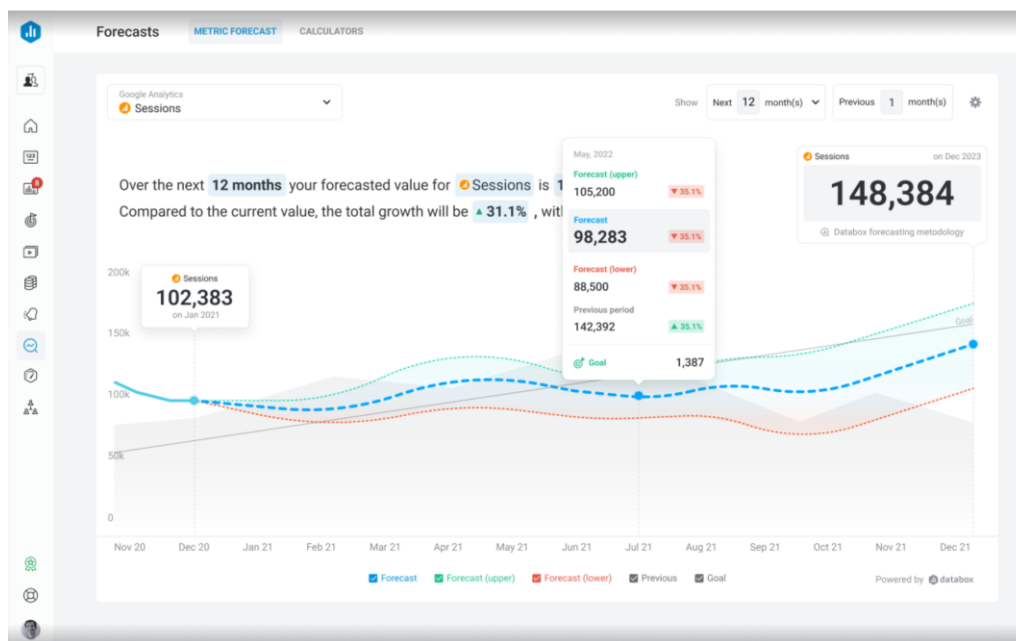 Forecasts METRIC FORECAST CALCULATORS
Google Analytics
Sessions
Show Next 12 month(s) Previous 1 month(s)
Over the next 12 months your forecasted value for Sessions is 1
Compared to the current value, the total growth will be ▲ 31.1% , with
May, 2022
Forecast (upper)
105,200 ▼ 35.1%
Forecast
98,283 ▼ 35.1%
Forecast (lower)
88,500 ▼ 35.1%
Previous period
142,392 ▲ 35.1%
Goal 1,387
Sessions on Dec 2023
148,384
Databox forecasting metodology
Sessions
102,383
on Jan 2021
200k
150k
100k
50k
0
Goal
Nov 20 Dec 20 Jan 21 Feb 21 Mar 21 Apr 21 May 21 Jun 21 Jul 21 Aug 21 Sep 21 Oct 21 Nov 21 Dec 21
Forecast Forecast (upper) Forecast (lower) Previous Goal
Powered by databox
123
8